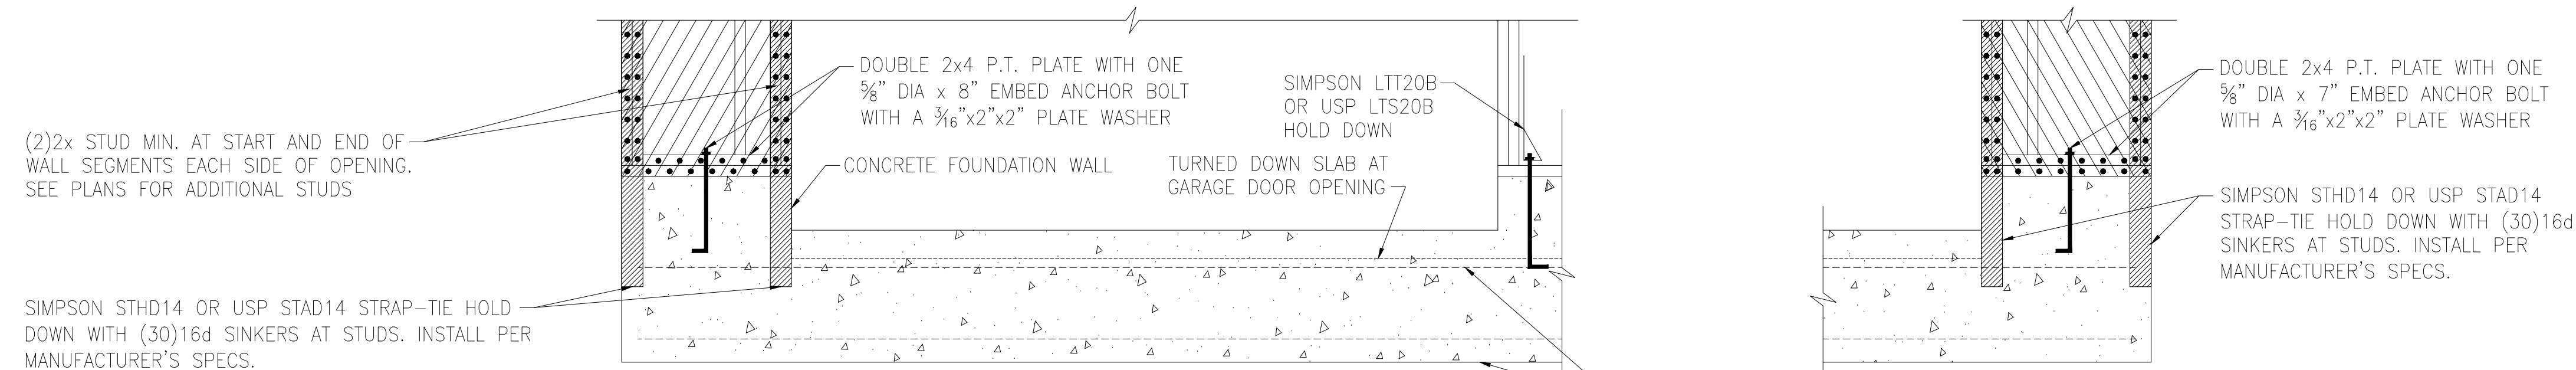 (2)2x STUD MIN. AT START AND END OF
WALL SEGMENTS EACH SIDE OF OPENING.
SEE PLANS FOR ADDITIONAL STUDS
SIMPSON STHD14 OR USP STAD14 STRAP-TIE HOLD
DOWN WITH (30)16d SINKERS AT STUDS. INSTALL PER
MANUFACTURER'S SPECS.
DOUBLE 2x4 P.T. PLATE WITH ONE
⅝" DIA x 8" EMBED ANCHOR BOLT
WITH A 3/16"x2"x2" PLATE WASHER
CONCRETE FOUNDATION WALL
SIMPSON LTT20B
OR USP LTS20B
HOLD DOWN
TURNED DOWN SLAB AT
GARAGE DOOR OPENING
DOUBLE 2x4 P.T. PLATE WITH ONE
⅝" DIA x 7" EMBED ANCHOR BOLT
WITH A 3/16"x2"x2" PLATE WASHER
SIMPSON STHD14 OR USP STAD14
STRAP-TIE HOLD DOWN WITH (30)16d
SINKERS AT STUDS. INSTALL PER
MANUFACTURER'S SPECS.